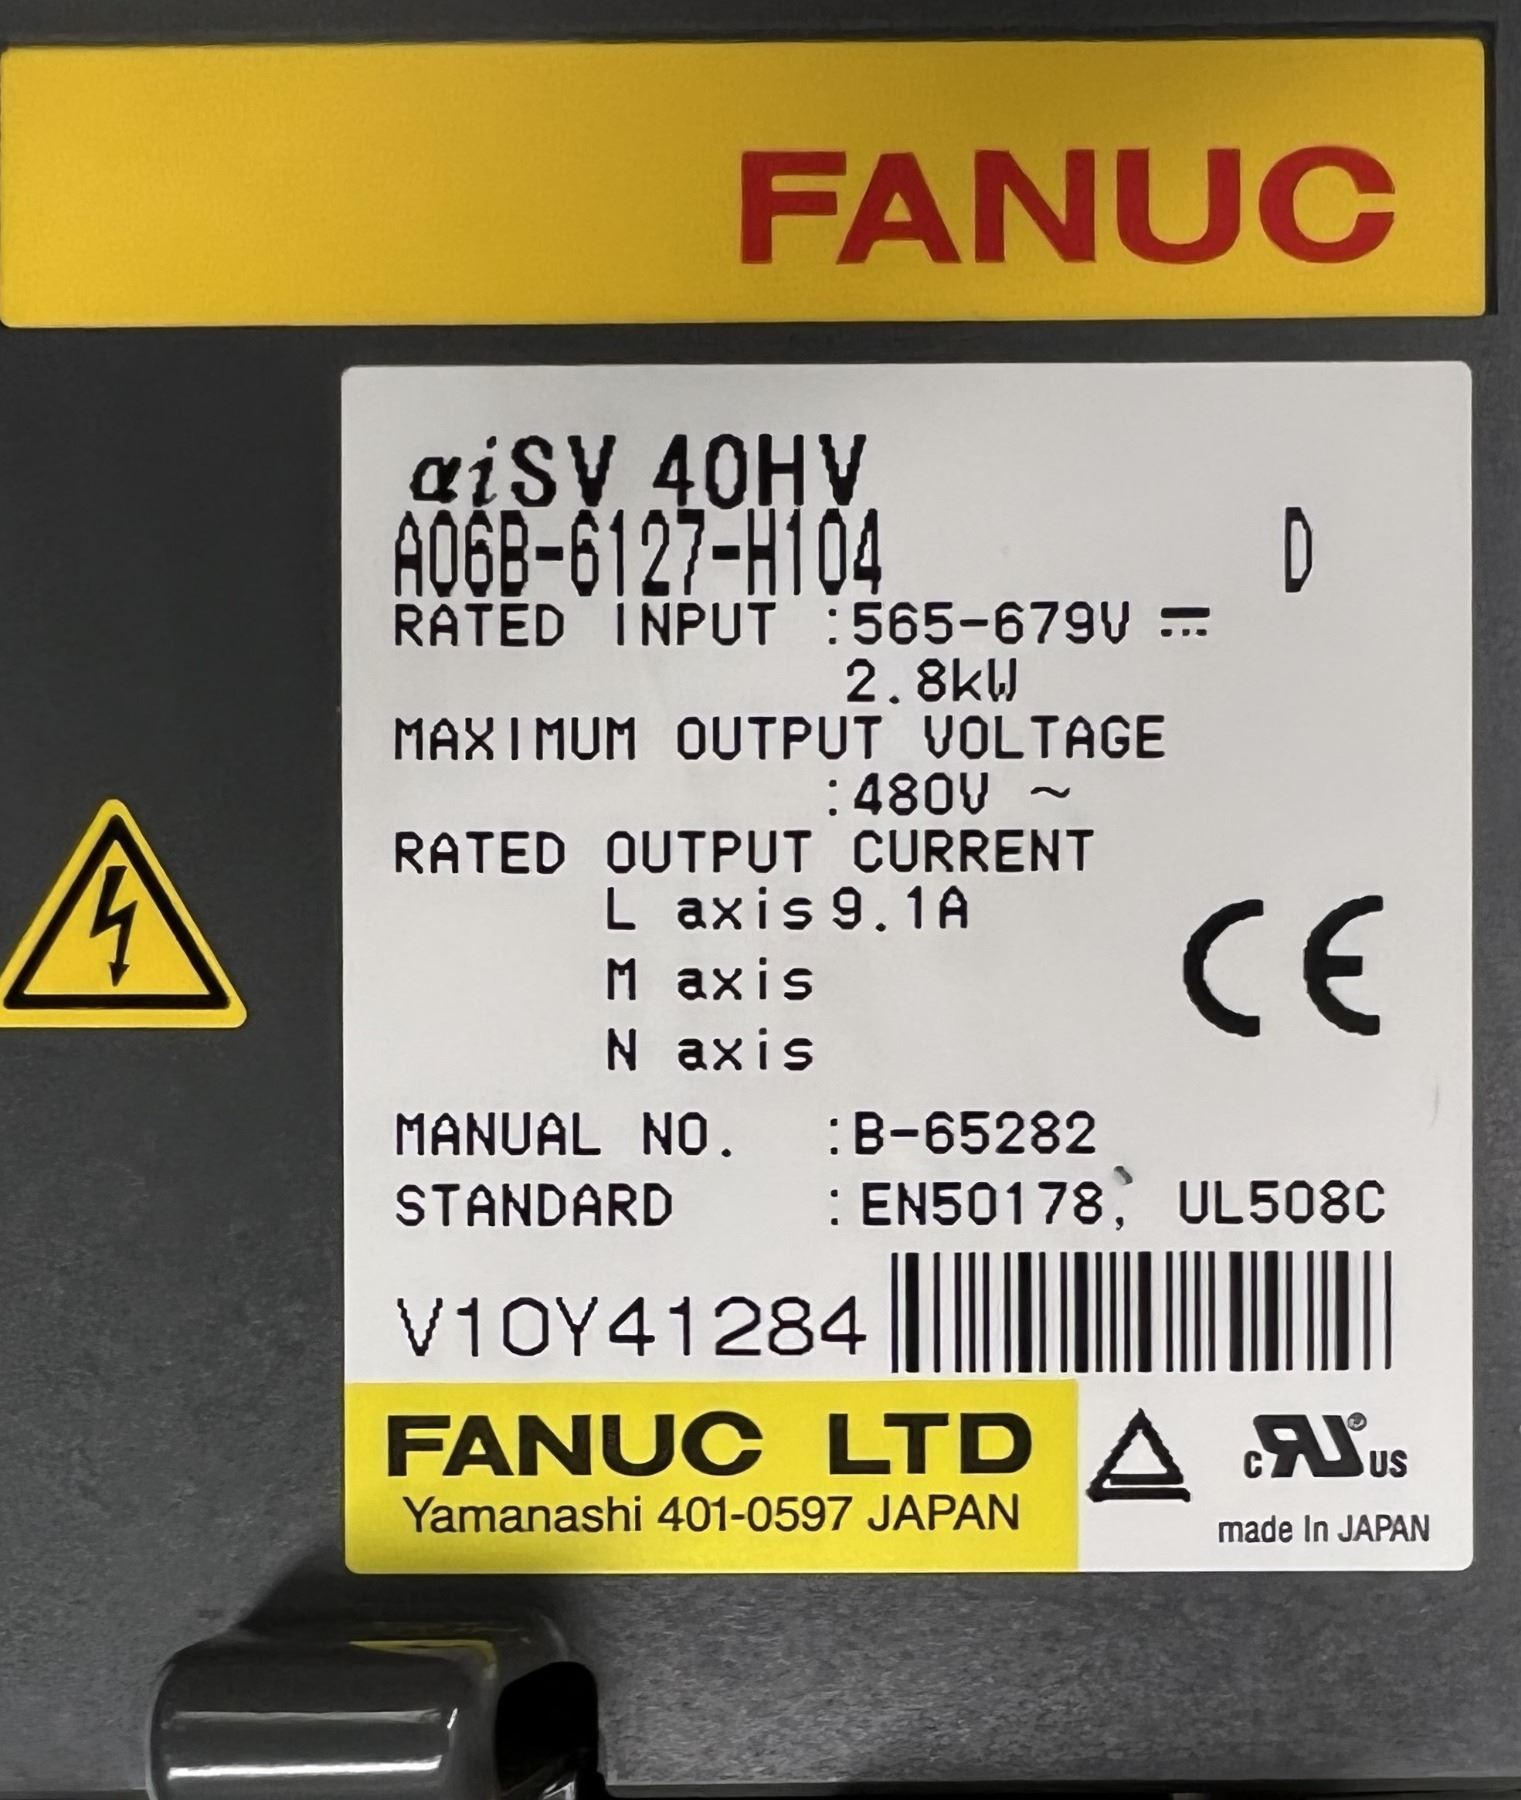 FANUC
αiSV 40HV
A06B-6127-H104 D
RATED INPUT :565-679V ⎓
2.8kW
MAXIMUM OUTPUT VOLTAGE
:480V ~
RATED OUTPUT CURRENT
L axis 9.1A
M axis
N axis
CE
MANUAL NO. :B-65282
STANDARD :EN50178, UL508C
V10Y41284
FANUC LTD
Yamanashi 401-0597 JAPAN
c RU ® US
made In JAPAN